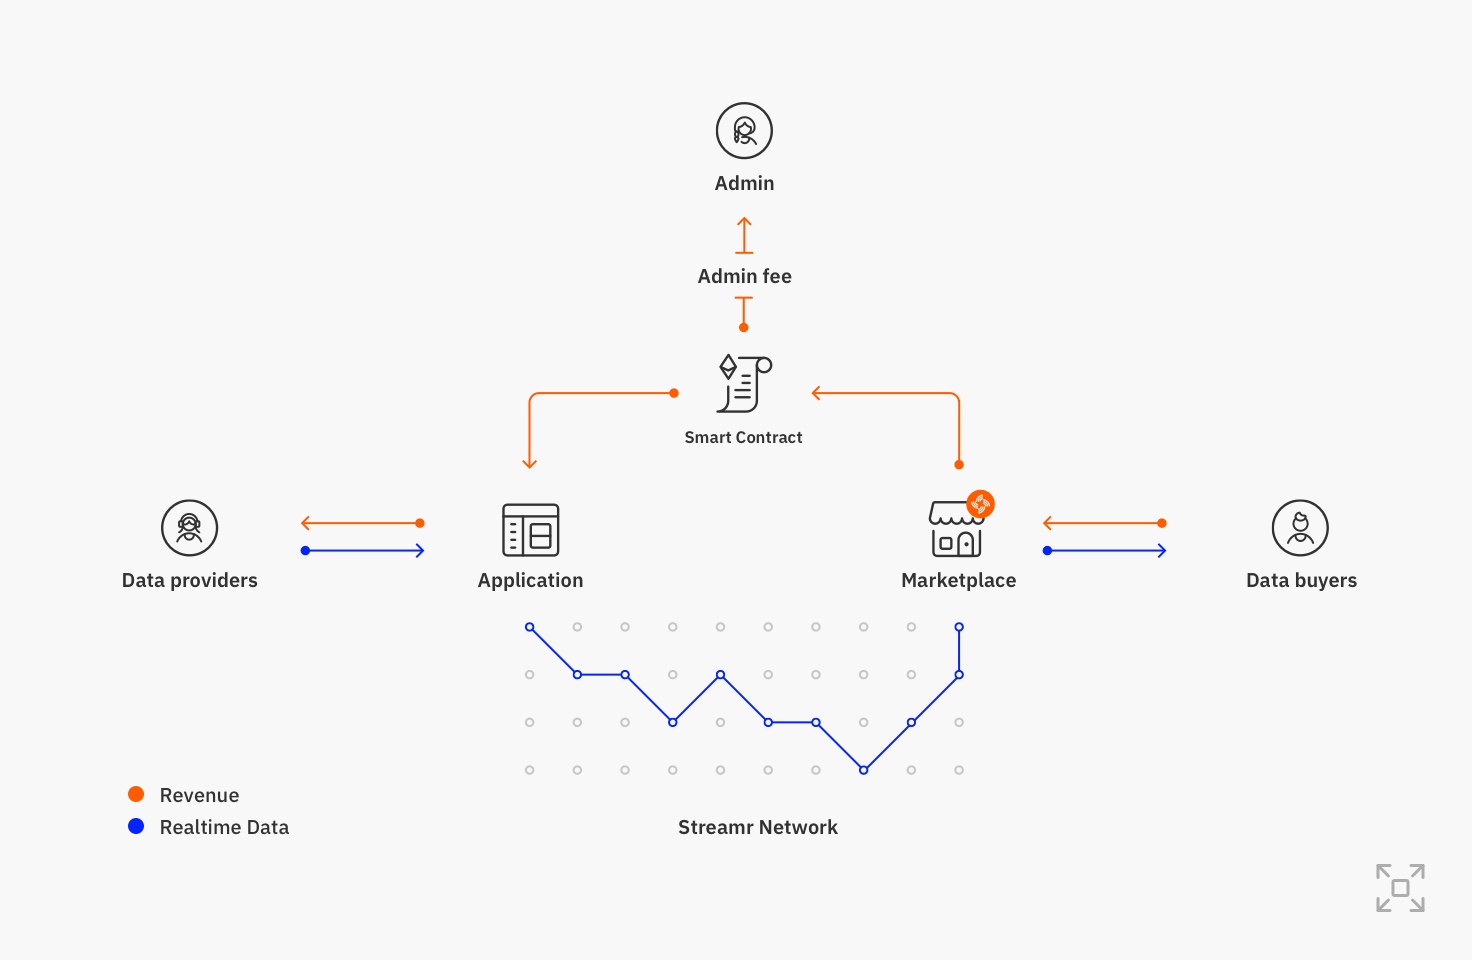 Admin
Admin fee
Smart Contract
Data providers
Application
Marketplace
Data buyers
Revenue
Realtime Data
Streamr Network